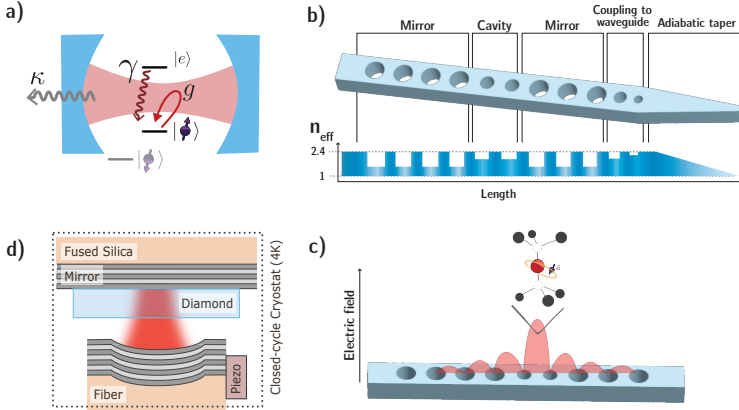 a)
κ
γ
|e⟩
g
|⟩
|⟩
b)
Mirror
Cavity
Mirror
Coupling to
waveguide
Adiabatic taper
n
eff
2.4
1
Length
d)
Fused Silica
Mirror
Diamond
Fiber
Piezo
Closed-cycle Cryostat (4K)
c)
Electric field